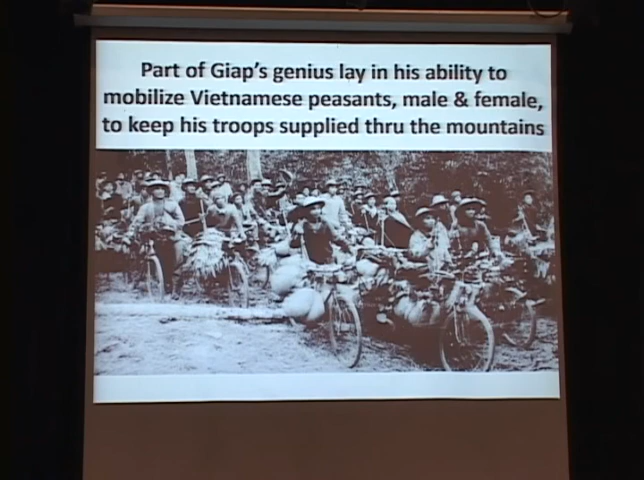 Part of Giap's genius lay in his ability to
mobilize Vietnamese peasants, male & female,
to keep his troops supplied thru the mountains